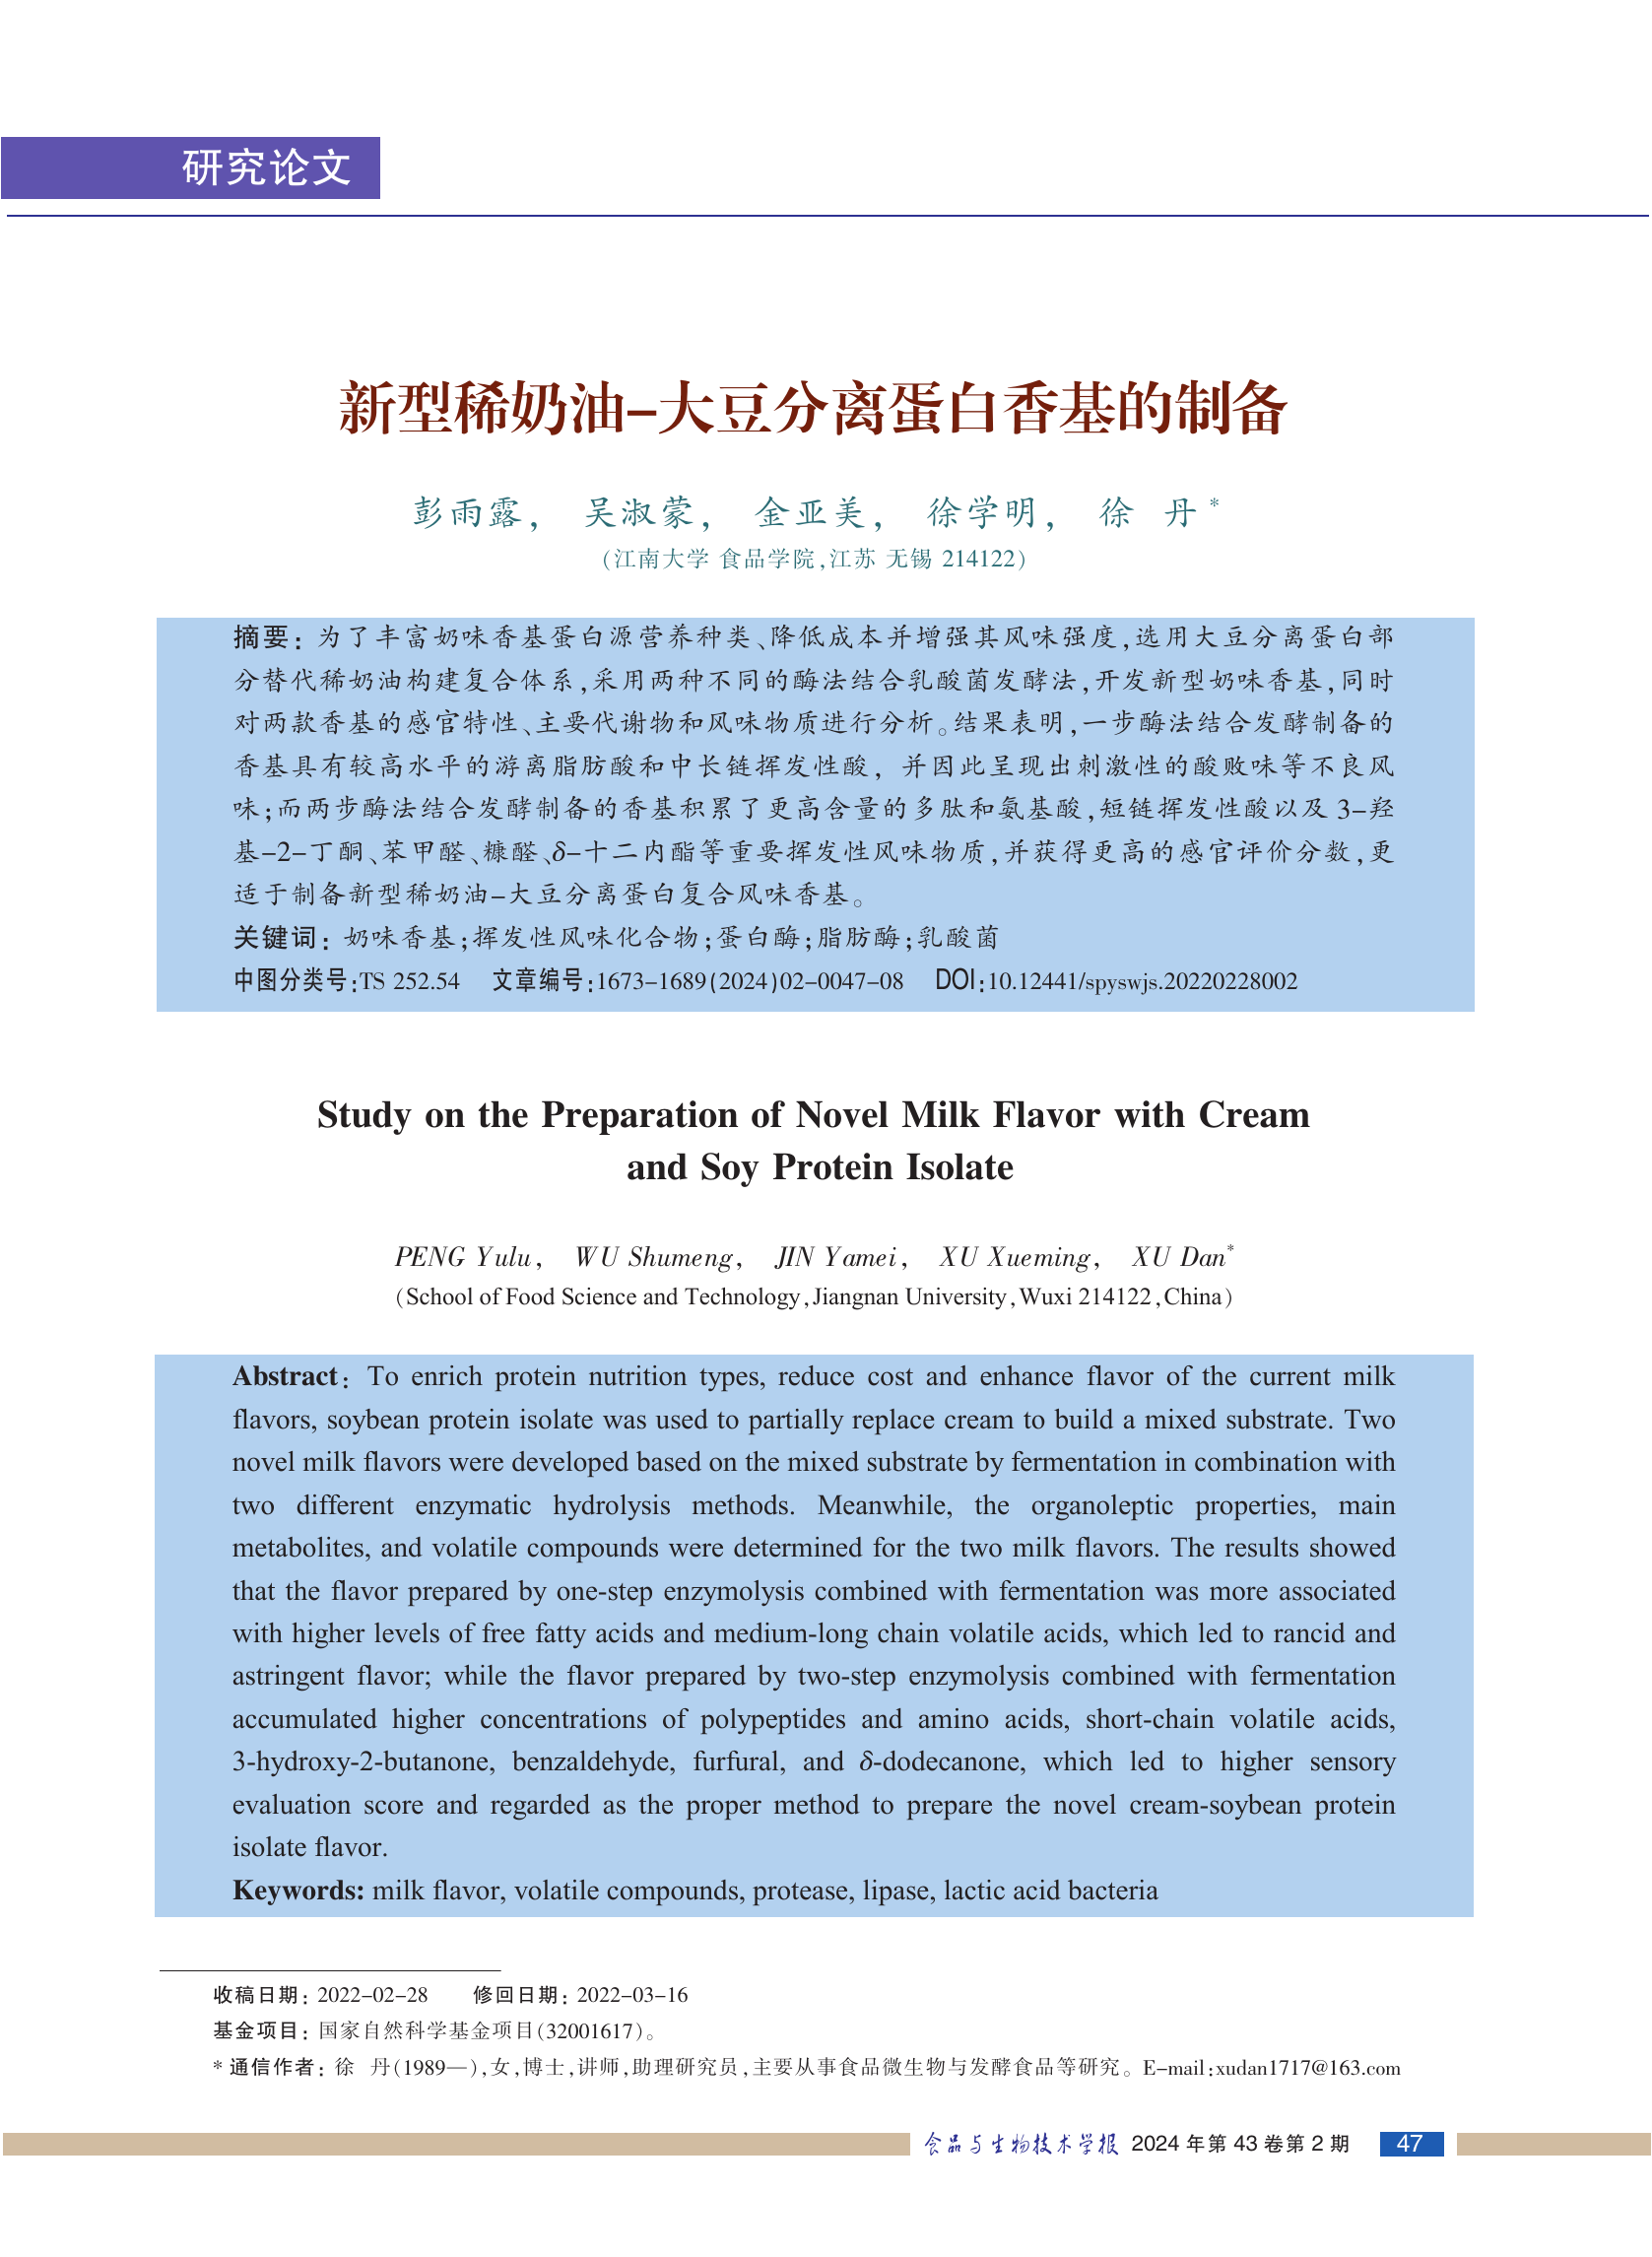 研究论文
新型稀奶油-大豆分离蛋白香基的制备
彭雨露， 吴淑蒙， 金亚美， 徐学明， 徐 丹*
(江南大学 食品学院,江苏 无锡 214122)
摘要： 为了丰富奶味香基蛋白源营养种类、降低成本并增强其风味强度,选用大豆分离蛋白部
分替代稀奶油构建复合体系,采用两种不同的酶法结合乳酸菌发酵法,开发新型奶味香基,同时
对两款香基的感官特性、主要代谢物和风味物质进行分析。结果表明,一步酶法结合发酵制备的
香基具有较高水平的游离脂肪酸和中长链挥发性酸，并因此呈现出刺激性的酸败味等不良风
味;而两步酶法结合发酵制备的香基积累了更高含量的多肽和氨基酸,短链挥发性酸以及 3-羟
基-2-丁酮、苯甲醛、糠醛、δ-十二内酯等重要挥发性风味物质,并获得更高的感官评价分数,更
适于制备新型稀奶油-大豆分离蛋白复合风味香基。
关键词： 奶味香基;挥发性风味化合物;蛋白酶;脂肪酶;乳酸菌
中图分类号:TS 252.54 文章编号:1673-1689(2024)02-0047-08 DOI:10.12441/spyswjs.20220228002
Study on the Preparation of Novel Milk Flavor with Cream
and Soy Protein Isolate
PENG Yulu， WU Shumeng， JIN Yamei， XU Xueming， XU Dan*
(School of Food Science and Technology,Jiangnan University,Wuxi 214122,China)
Abstract： To enrich protein nutrition types, reduce cost and enhance flavor of the current milk
flavors, soybean protein isolate was used to partially replace cream to build a mixed substrate. Two
novel milk flavors were developed based on the mixed substrate by fermentation in combination with
two different enzymatic hydrolysis methods. Meanwhile, the organoleptic properties, main
metabolites, and volatile compounds were determined for the two milk flavors. The results showed
that the flavor prepared by one-step enzymolysis combined with fermentation was more associated
with higher levels of free fatty acids and medium-long chain volatile acids, which led to rancid and
astringent flavor; while the flavor prepared by two-step enzymolysis combined with fermentation
accumulated higher concentrations of polypeptides and amino acids, short-chain volatile acids,
3-hydroxy-2-butanone, benzaldehyde, furfural, and δ-dodecanone, which led to higher sensory
evaluation score and regarded as the proper method to prepare the novel cream-soybean protein
isolate flavor.
Keywords: milk flavor, volatile compounds, protease, lipase, lactic acid bacteria
收稿日期： 2022-02-28 修回日期： 2022-03-16
基金项目： 国家自然科学基金项目(32001617)。
* 通信作者： 徐 丹(1989—),女,博士,讲师,助理研究员,主要从事食品微生物与发酵食品等研究。E-mail:xudan1717@163.com
食品与生物技术学报 2024 年第 43 卷第 2 期 47